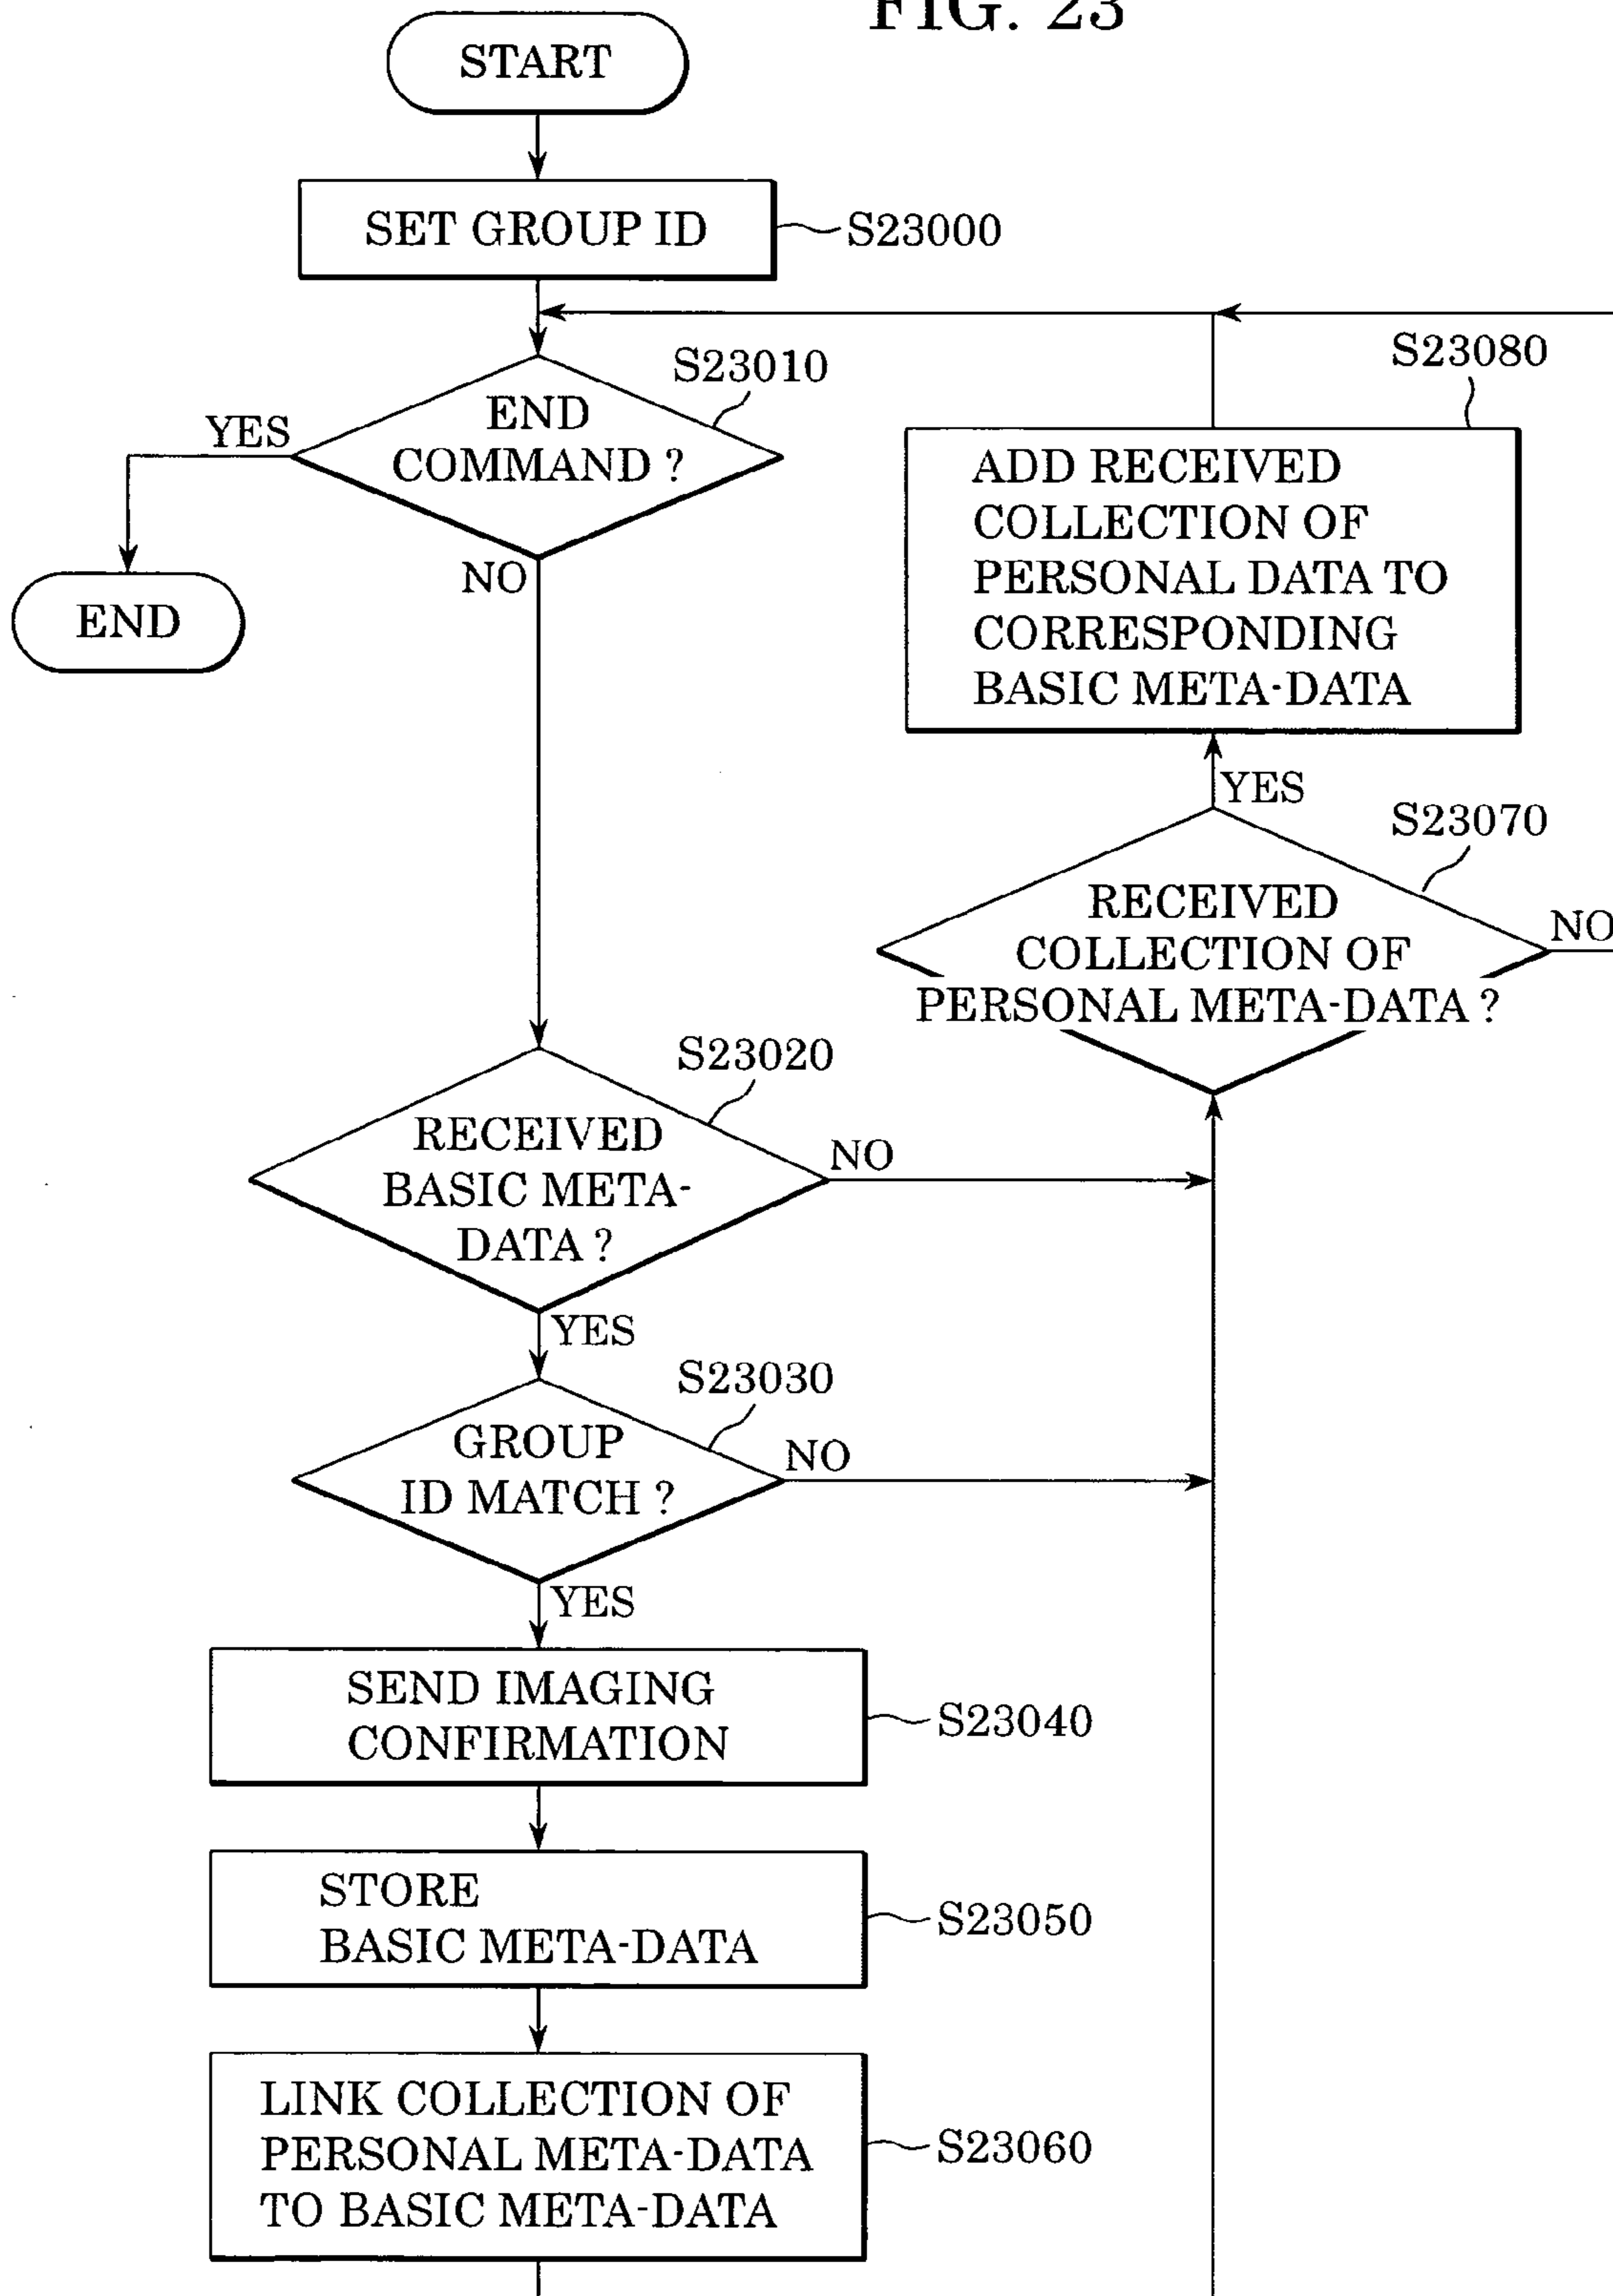 FIG. 23
START
SET GROUP ID
S23000
S23010
END
COMMAND ?
YES
NO
END
S23080
ADD RECEIVED
COLLECTION OF
PERSONAL DATA TO
CORRESPONDING
BASIC META-DATA
YES
S23070
RECEIVED
COLLECTION OF
PERSONAL META-DATA ?
NO
S23020
RECEIVED
BASIC META-
DATA ?
NO
YES
S23030
GROUP
ID MATCH ?
NO
YES
SEND IMAGING
CONFIRMATION
S23040
STORE
BASIC META-DATA
S23050
LINK COLLECTION OF
PERSONAL META-DATA
TO BASIC META-DATA
S23060